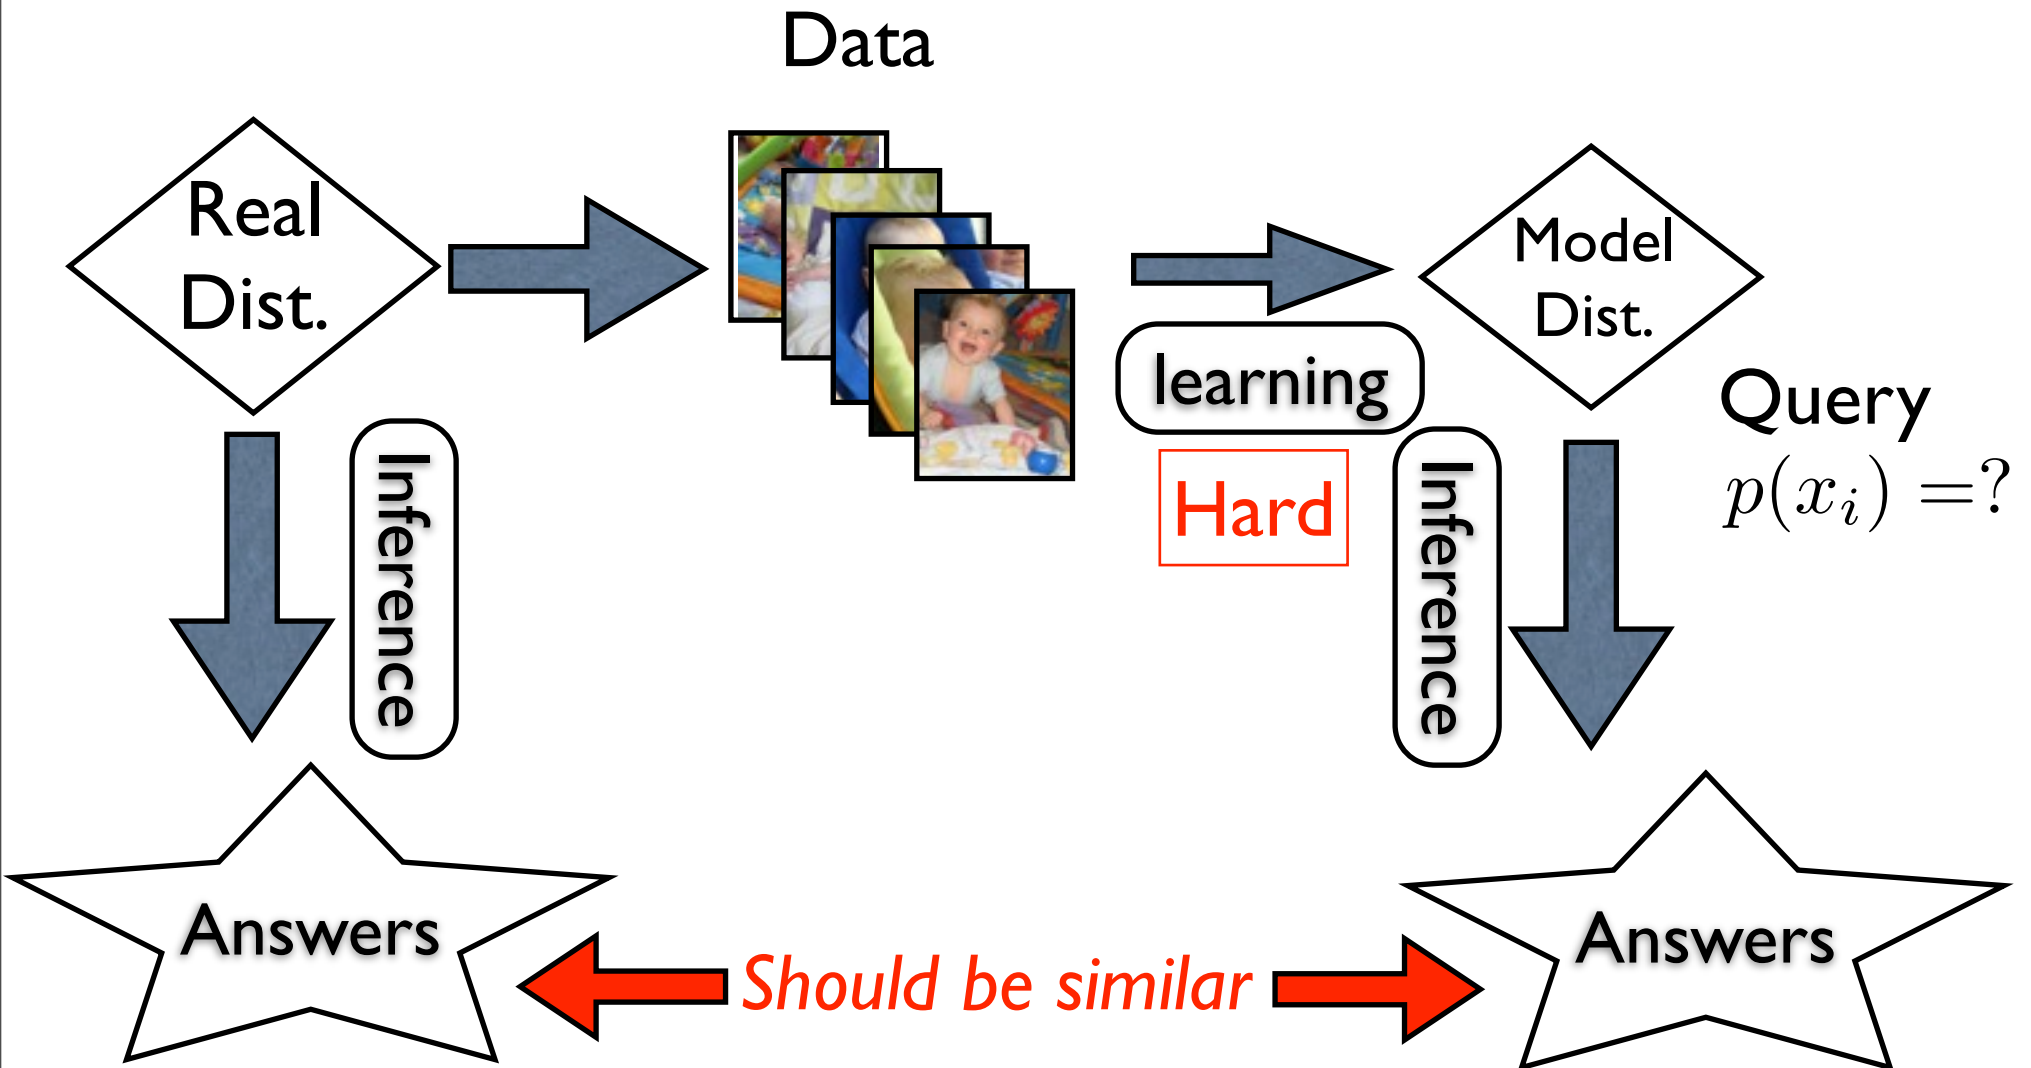 Data
Real
Dist.
Model
Dist.
learning
Hard
Query
p(x_i) =?
Inference
Inference
Answers
Answers
Should be similar